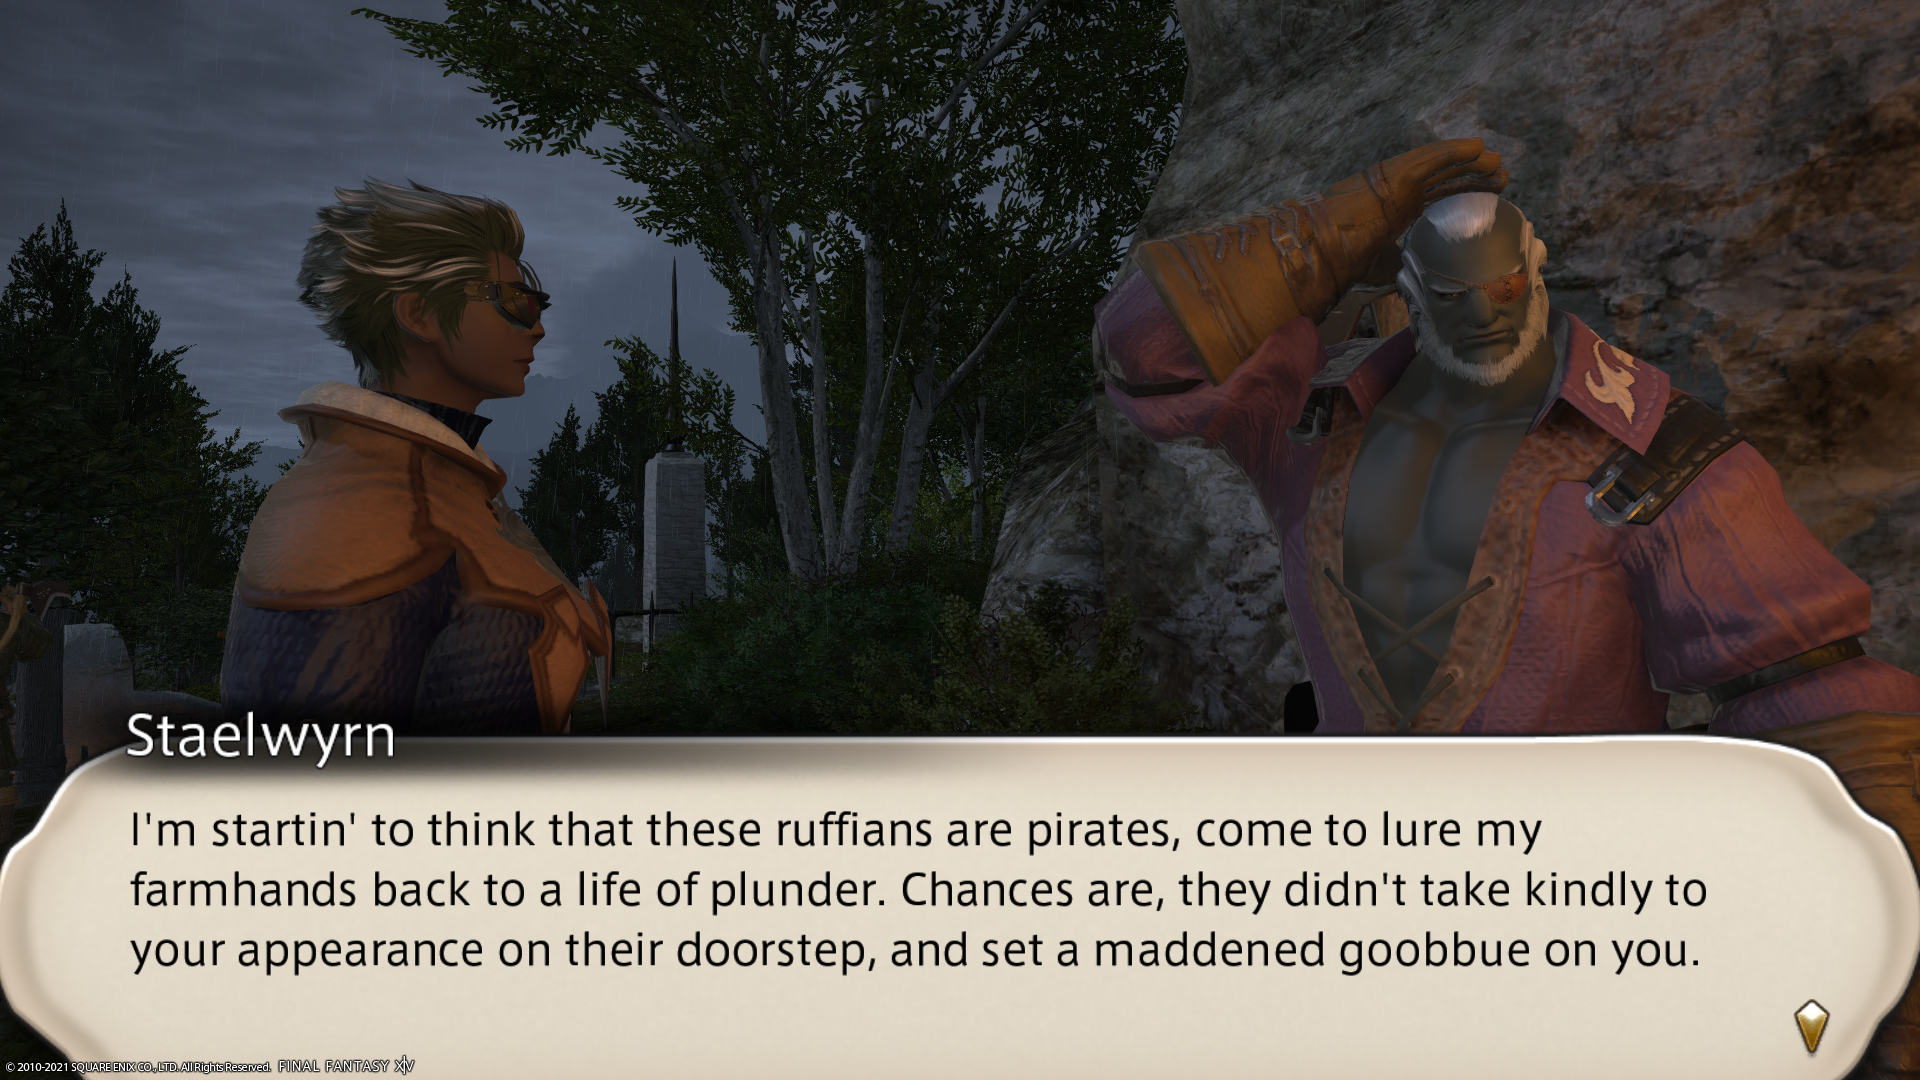 Staelwyrn
I'm startin' to think that these ruffians are pirates, come to lure my
farmhands back to a life of plunder. Chances are, they didn't take kindly to
your appearance on their doorstep, and set a maddened goobbue on you.
© 2010-2021 SQUARE ENIX CO., LTD. All Rights Reserved. FINAL FANTASY XIV